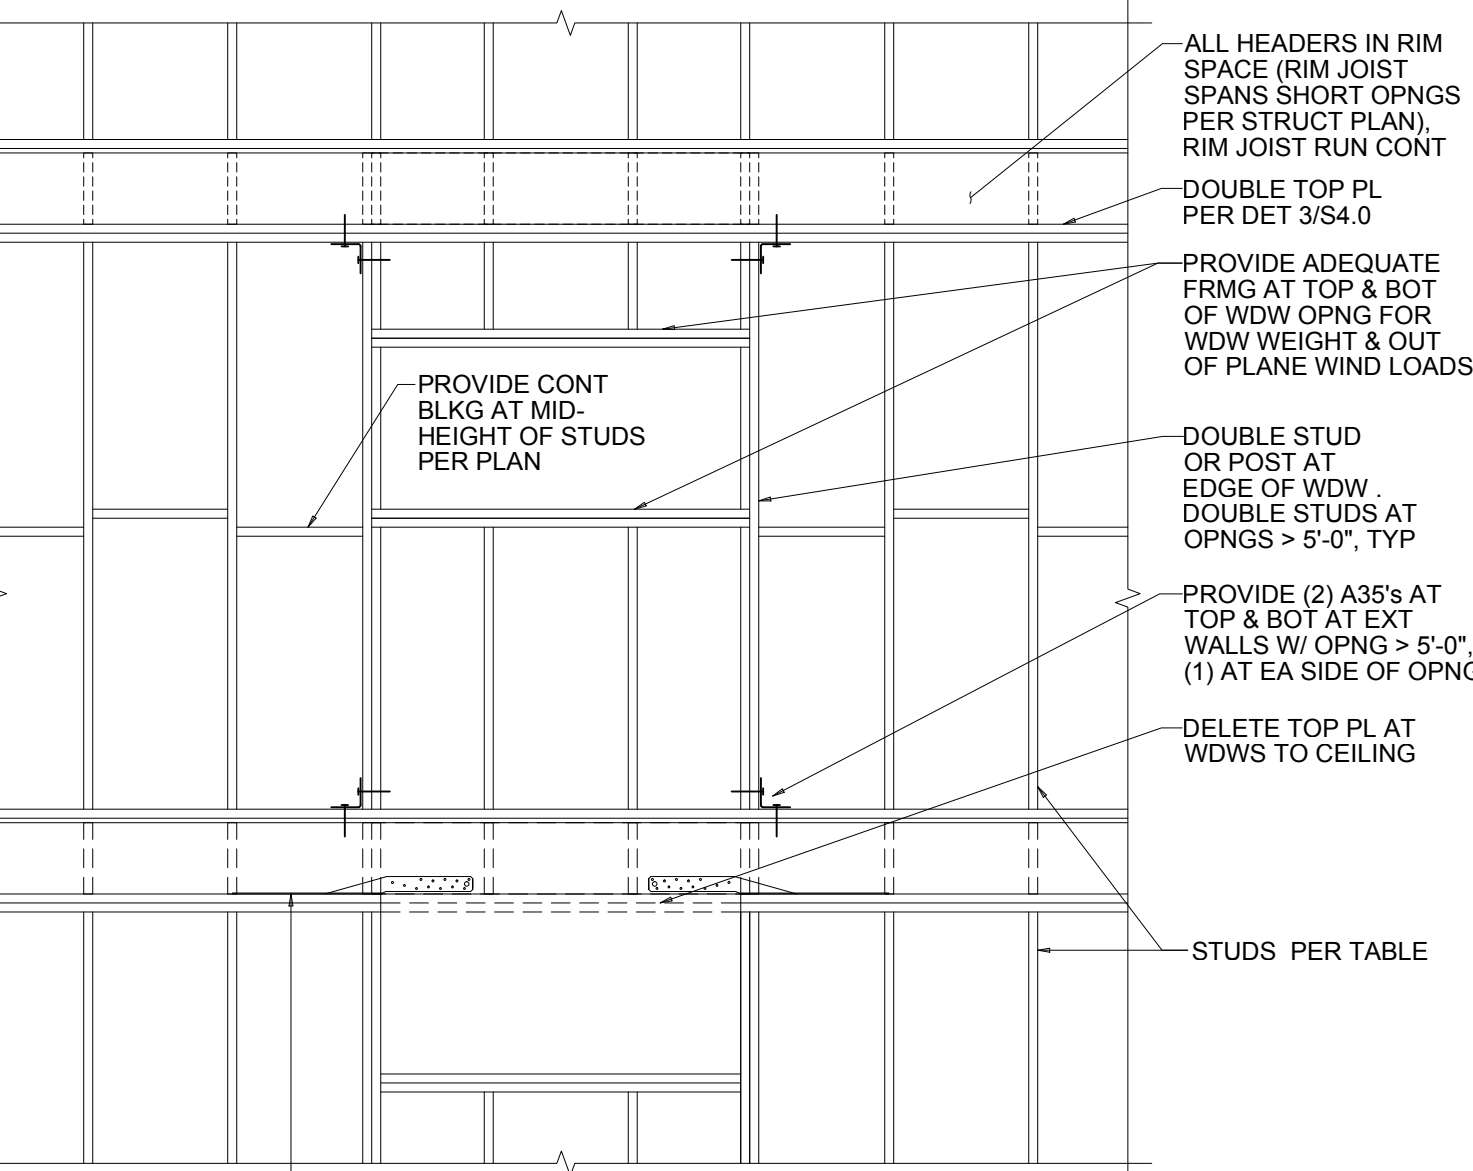 ALL HEADERS IN RIM
SPACE (RIM JOIST
SPANS SHORT OPNGS
PER STRUCT PLAN),
RIM JOIST RUN CONT
DOUBLE TOP PL
PER DET 3/S4.0
PROVIDE ADEQUATE
FRMG AT TOP & BOT
OF WDW OPNG FOR
WDW WEIGHT & OUT
OF PLANE WIND LOADS
PROVIDE CONT
BLKG AT MID-
HEIGHT OF STUDS
PER PLAN
DOUBLE STUD
OR POST AT
EDGE OF WDW .
DOUBLE STUDS AT
OPNGS > 5'-0", TYP
PROVIDE (2) A35's AT
TOP & BOT AT EXT
WALLS W/ OPNG > 5'-0",
(1) AT EA SIDE OF OPNG
DELETE TOP PL AT
WDWS TO CEILING
STUDS  PER TABLE